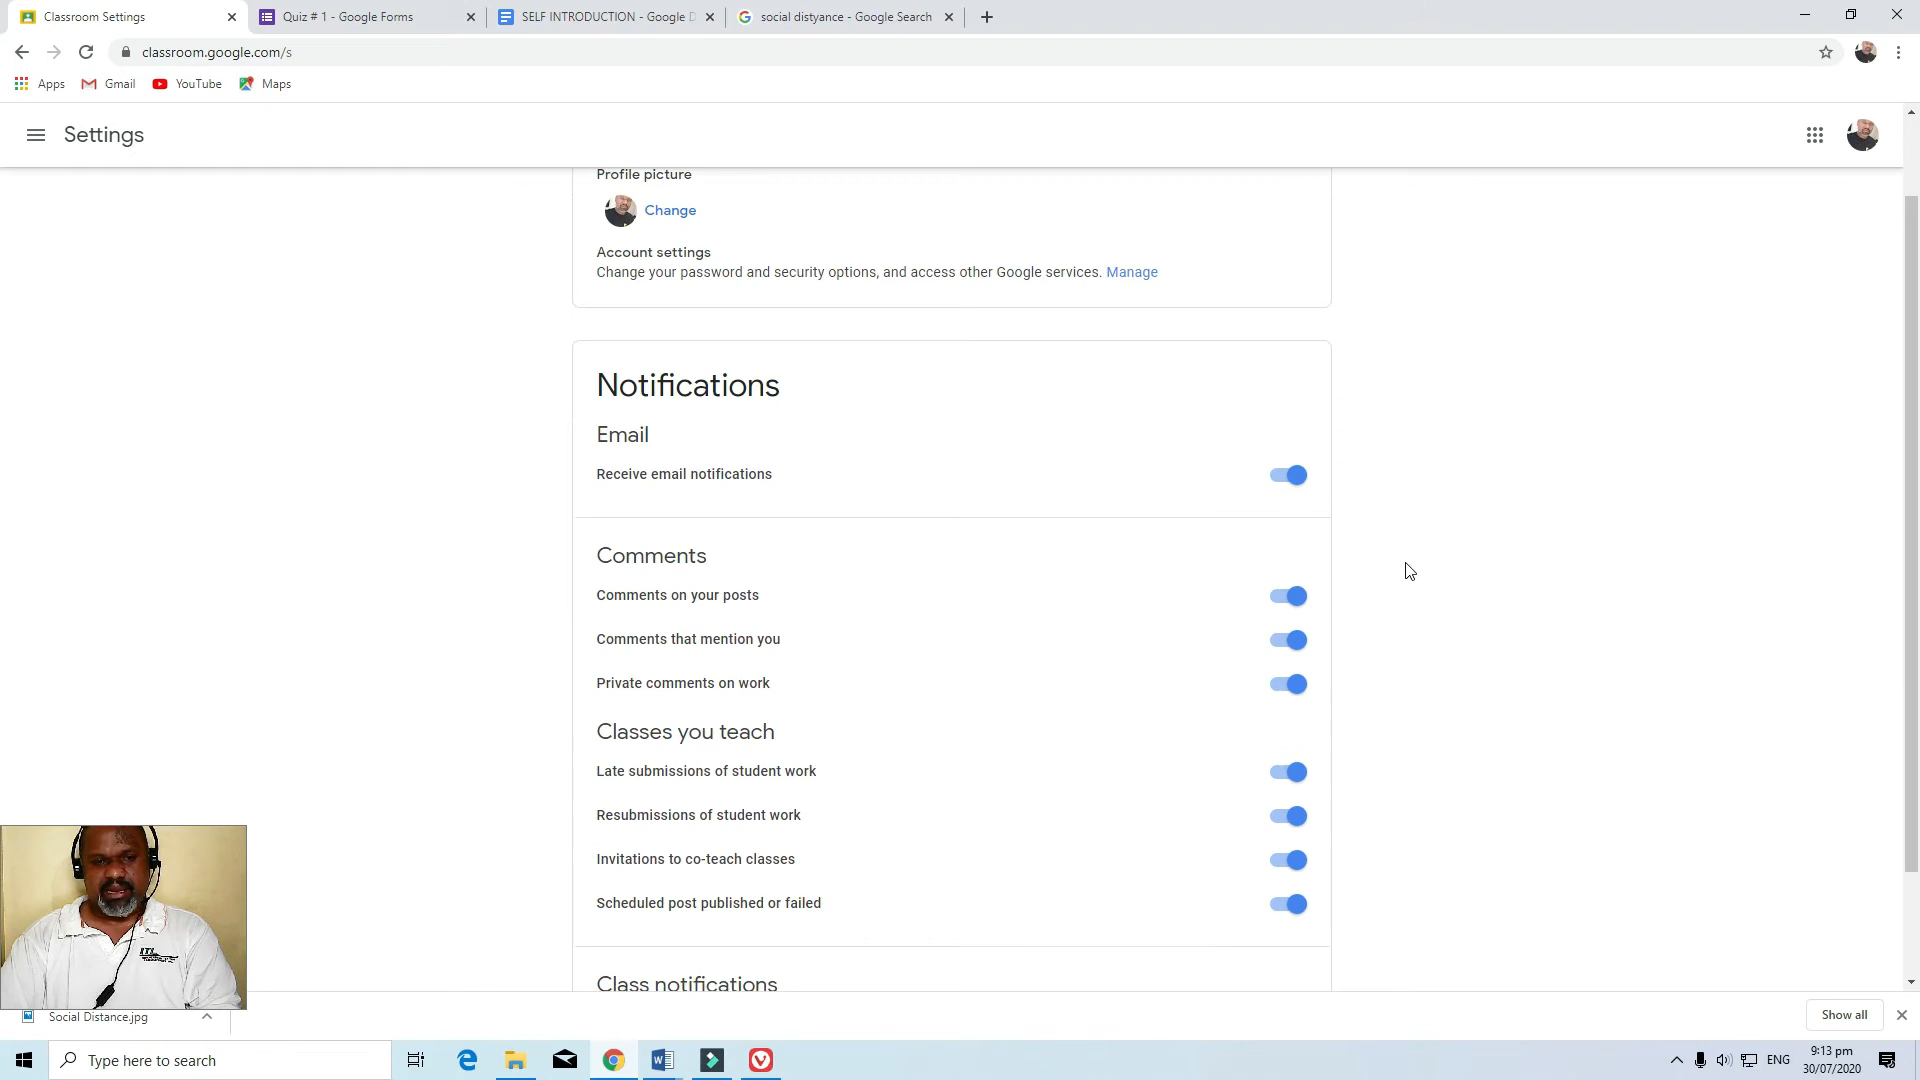 Classroom Settings
Quiz # 1 - Google Forms
SELF INTRODUCTION - Google D
social distyance - Google Search
classroom.google.com/s
Apps
Gmail
YouTube
Maps
Settings
Profile picture
Change
Account settings
Change your password and security options, and access other Google services. Manage
Notifications
Email
Receive email notifications
Comments
Comments on your posts
Comments that mention you
Private comments on work
Classes you teach
Late submissions of student work
Resubmissions of student work
Invitations to co-teach classes
Scheduled post published or failed
Class notifications
ITI
Social Distance.jpg
Show all
Type here to search
ENG
9:13 pm
30/07/2020